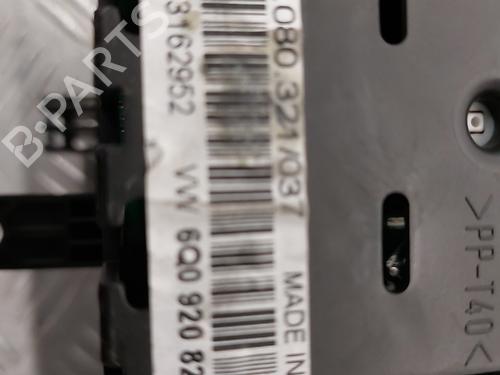 080.321/037 MADE IN
3162952 VW 6Q0 920 82
>PP-T40<
B-PARTS